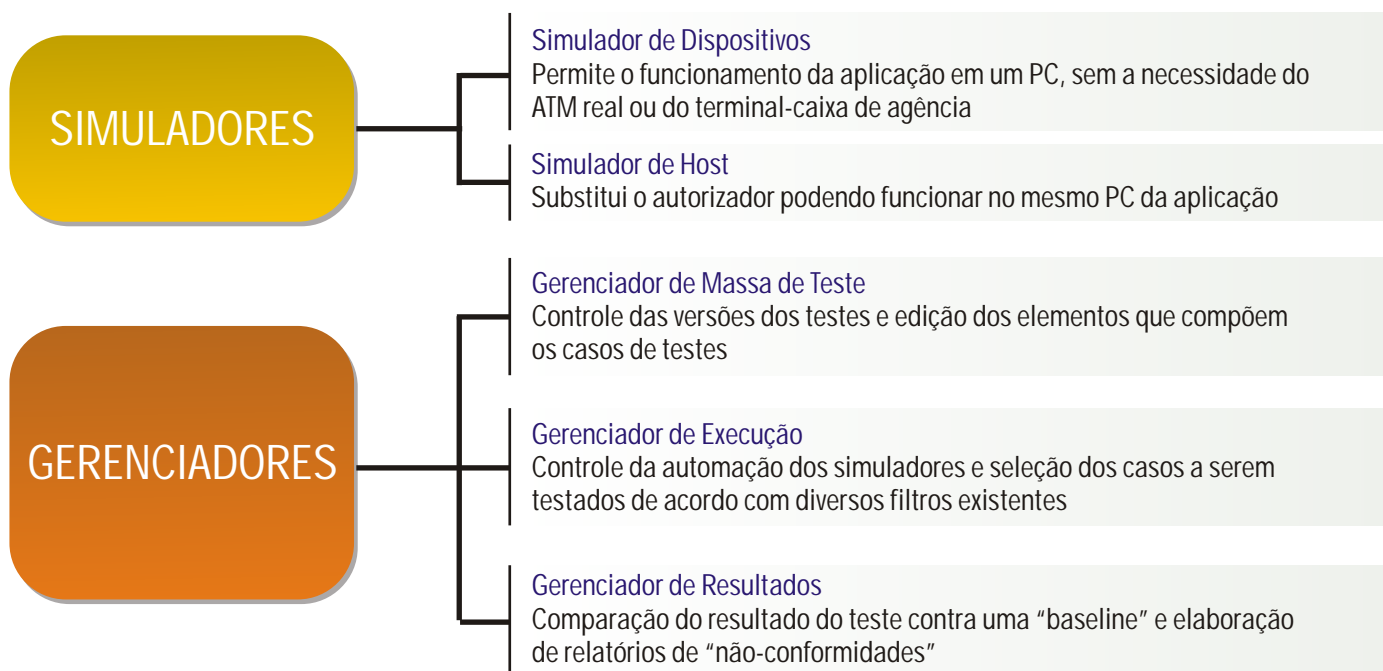 SIMULADORES
Simulador de Dispositivos
Permite o funcionamento da aplicação em um PC, sem a necessidade do
ATM real ou do terminal-caixa de agência
Simulador de Host
Substitui o autorizador podendo funcionar no mesmo PC da aplicação
GERENCIADORES
Gerenciador de Massa de Teste
Controle das versões dos testes e edição dos elementos que compõem
os casos de testes
Gerenciador de Execução
Controle da automação dos simuladores e seleção dos casos a serem
testados de acordo com diversos filtros existentes
Gerenciador de Resultados
Comparação do resultado do teste contra uma “baseline” e elaboração
de relatórios de “não-conformidades”